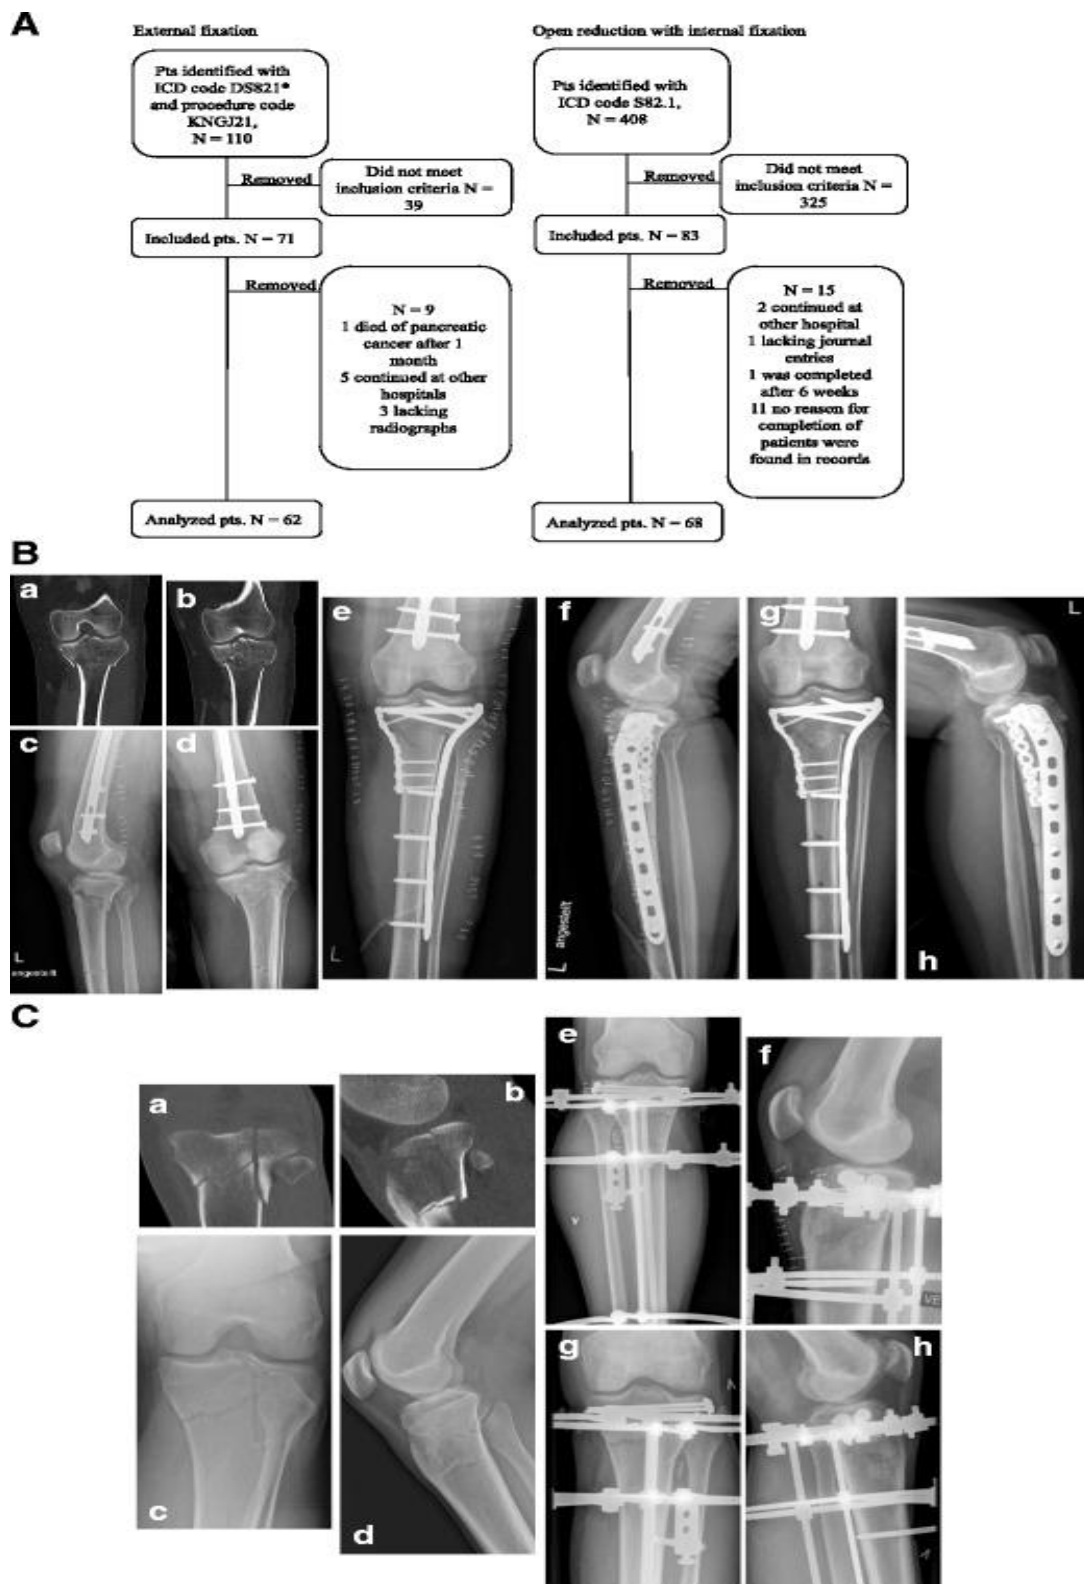 A
External fixation
Pts identified with
ICD code DS821*
and procedure code
KNGJ21,
N = 110
Removed
Did not meet
inclusion criteria N =
39
Included pts. N = 71
Removed
N = 9
1 died of pancreatic
cancer after 1
month
5 continued at other
hospitals
3 lacking
radiographs
Analyzed pts. N = 62
Open reduction with internal fixation
Pts identified with
ICD code S82.1,
N = 408
Removed
Did not meet
inclusion criteria N =
325
Included pts. N = 83
Removed
N = 15
2 continued at
other hospital
1 lacking journal
entries
1 was completed
after 6 weeks
11 no reason for
completion of
patients were
found in records
Analyzed pts. N = 68
B
a
b
c
L
angestellt
d
e
L
f
L angestellt
g
h
L
C
a
b
c
d
e
f
VE
g
h